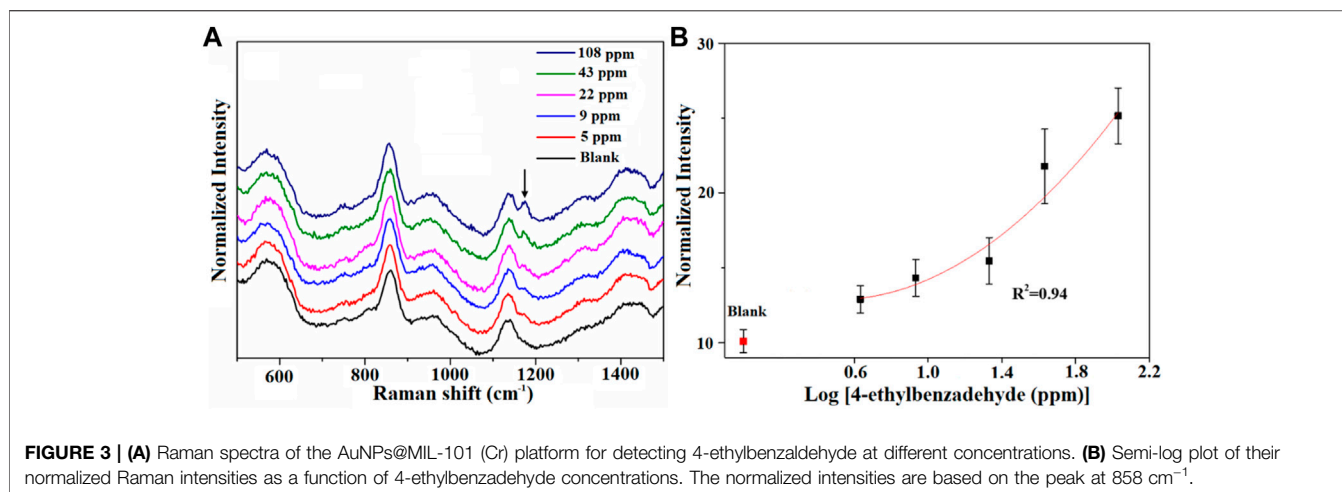 A
108 ppm
43 ppm
22 ppm
9 ppm
5 ppm
Blank
Normalized Intensity
600 800 1000 1200 1400
Raman shift (cm⁻¹)
B
30
20
10
Normalized Intensity
Blank
R²=0.94
0.6 1.0 1.4 1.8 2.2
Log [4-ethylbenzadehyde (ppm)]
FIGURE 3 | (A) Raman spectra of the AuNPs@MIL-101 (Cr) platform for detecting 4-ethylbenzaldehyde at different concentrations. (B) Semi-log plot of their
normalized Raman intensities as a function of 4-ethylbenzadehyde concentrations. The normalized intensities are based on the peak at 858 cm⁻¹.